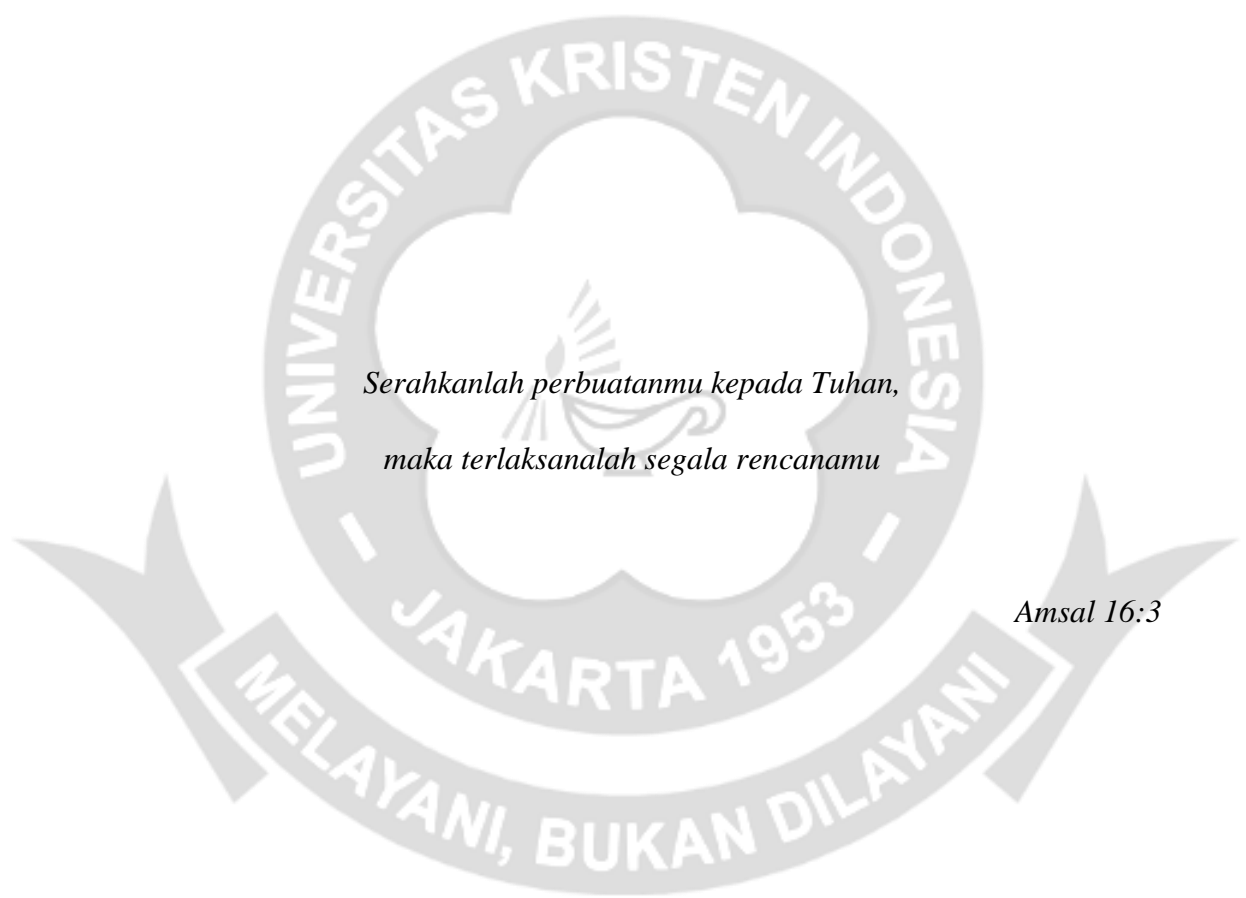 UNIVERSITAS KRISTEN INDONESIA
Serahkanlah perbuatanmu kepada Tuhan,
maka terlaksanalah segala rencanamu
Amsal 16:3
JAKARTA 1953
MELAYANI, BUKAN DILAYANI